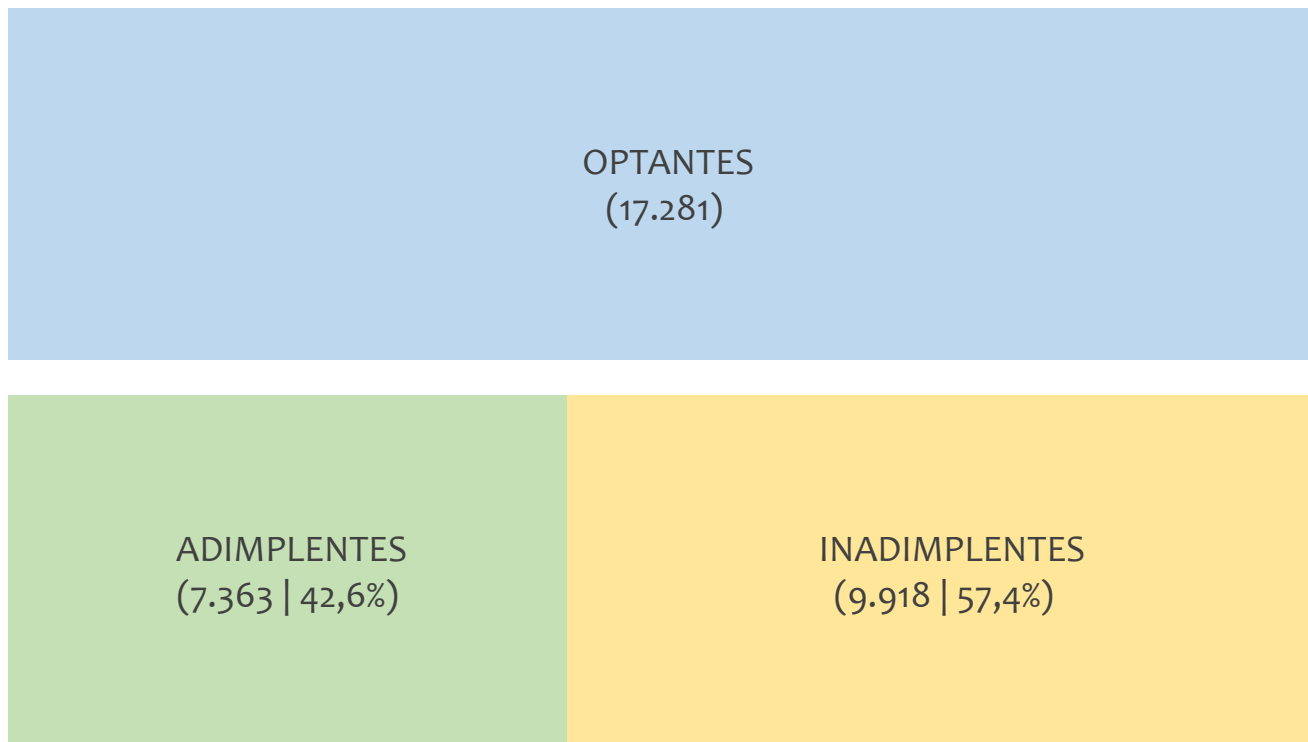 OPTANTES
(17.281)
ADIMPLENTES
(7.363 | 42,6%)
INADIMPLENTES
(9.918 | 57,4%)